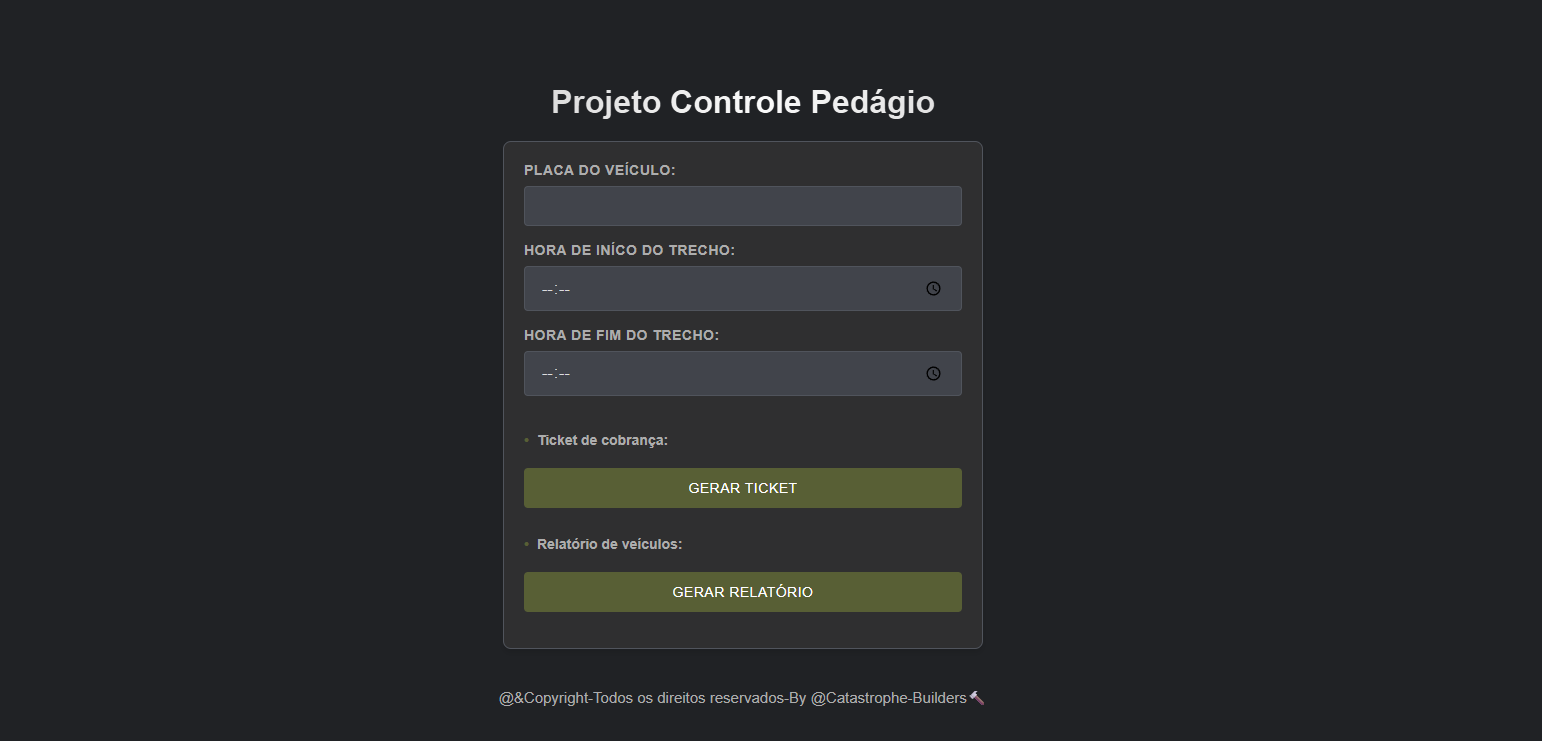 Projeto Controle Pedágio
PLACA DO VEÍCULO:
HORA DE INÍCO DO TRECHO:
--:--
HORA DE FIM DO TRECHO:
--:--
• Ticket de cobrança:
GERAR TICKET
• Relatório de veículos:
GERAR RELATÓRIO
@&Copyright-Todos os direitos reservados-By @Catastrophe-Builders🔨